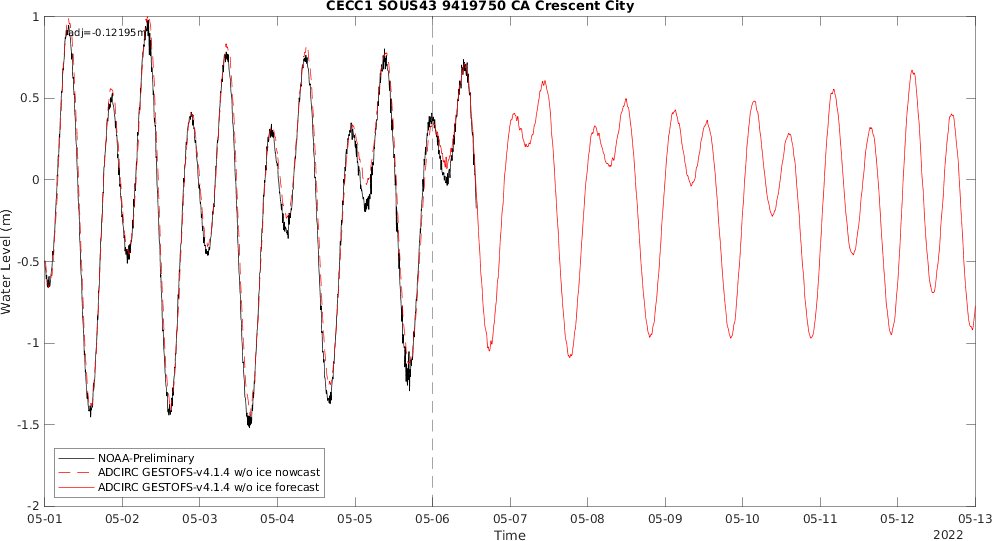 CECC1 SOUS43 9419750 CA Crescent City
adj=-0.12195m
1
0.5
0
-0.5
-1
-1.5
-2
Water Level (m)
NOAA-Preliminary
ADCIRC GESTOFS-v4.1.4 w/o ice nowcast
ADCIRC GESTOFS-v4.1.4 w/o ice forecast
05-01 05-02 05-03 05-04 05-05 05-06 05-07 05-08 05-09 05-10 05-11 05-12 05-13
Time
2022